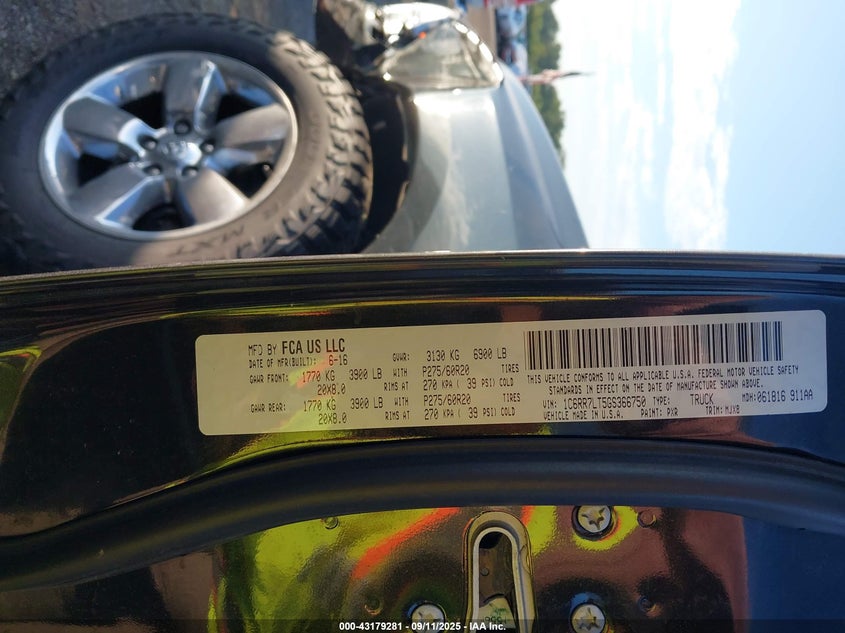 MXT
MFD BY FCA US LLC
DATE OF MFR(BUILT): 6-16 GVWR: 3130 KG 6900 LB
GAWR FRONT: 1770 KG 3900 LB WITH P275/60R20 TIRES
20X8.0 RIMS AT 270 KPA ( 39 PSI) COLD
GAWR REAR: 1770 KG 3900 LB WITH P275/60R20 TIRES
20X8.0 RIMS AT 270 KPA ( 39 PSI) COLD
THIS VEHICLE CONFORMS TO ALL APPLICABLE U.S.A. FEDERAL MOTOR VEHICLE SAFETY
STANDARDS IN EFFECT ON THE DATE OF MANUFACTURE SHOWN ABOVE.
VIN: 1C6RR7LT5GS366750 TYPE: TRUCK MDH: 061816 911AA
VEHICLE MADE IN U.S.A. PAINT: PXR TRIM: MJX8
000-43179281 - 09/11/2025 - IAA Inc.